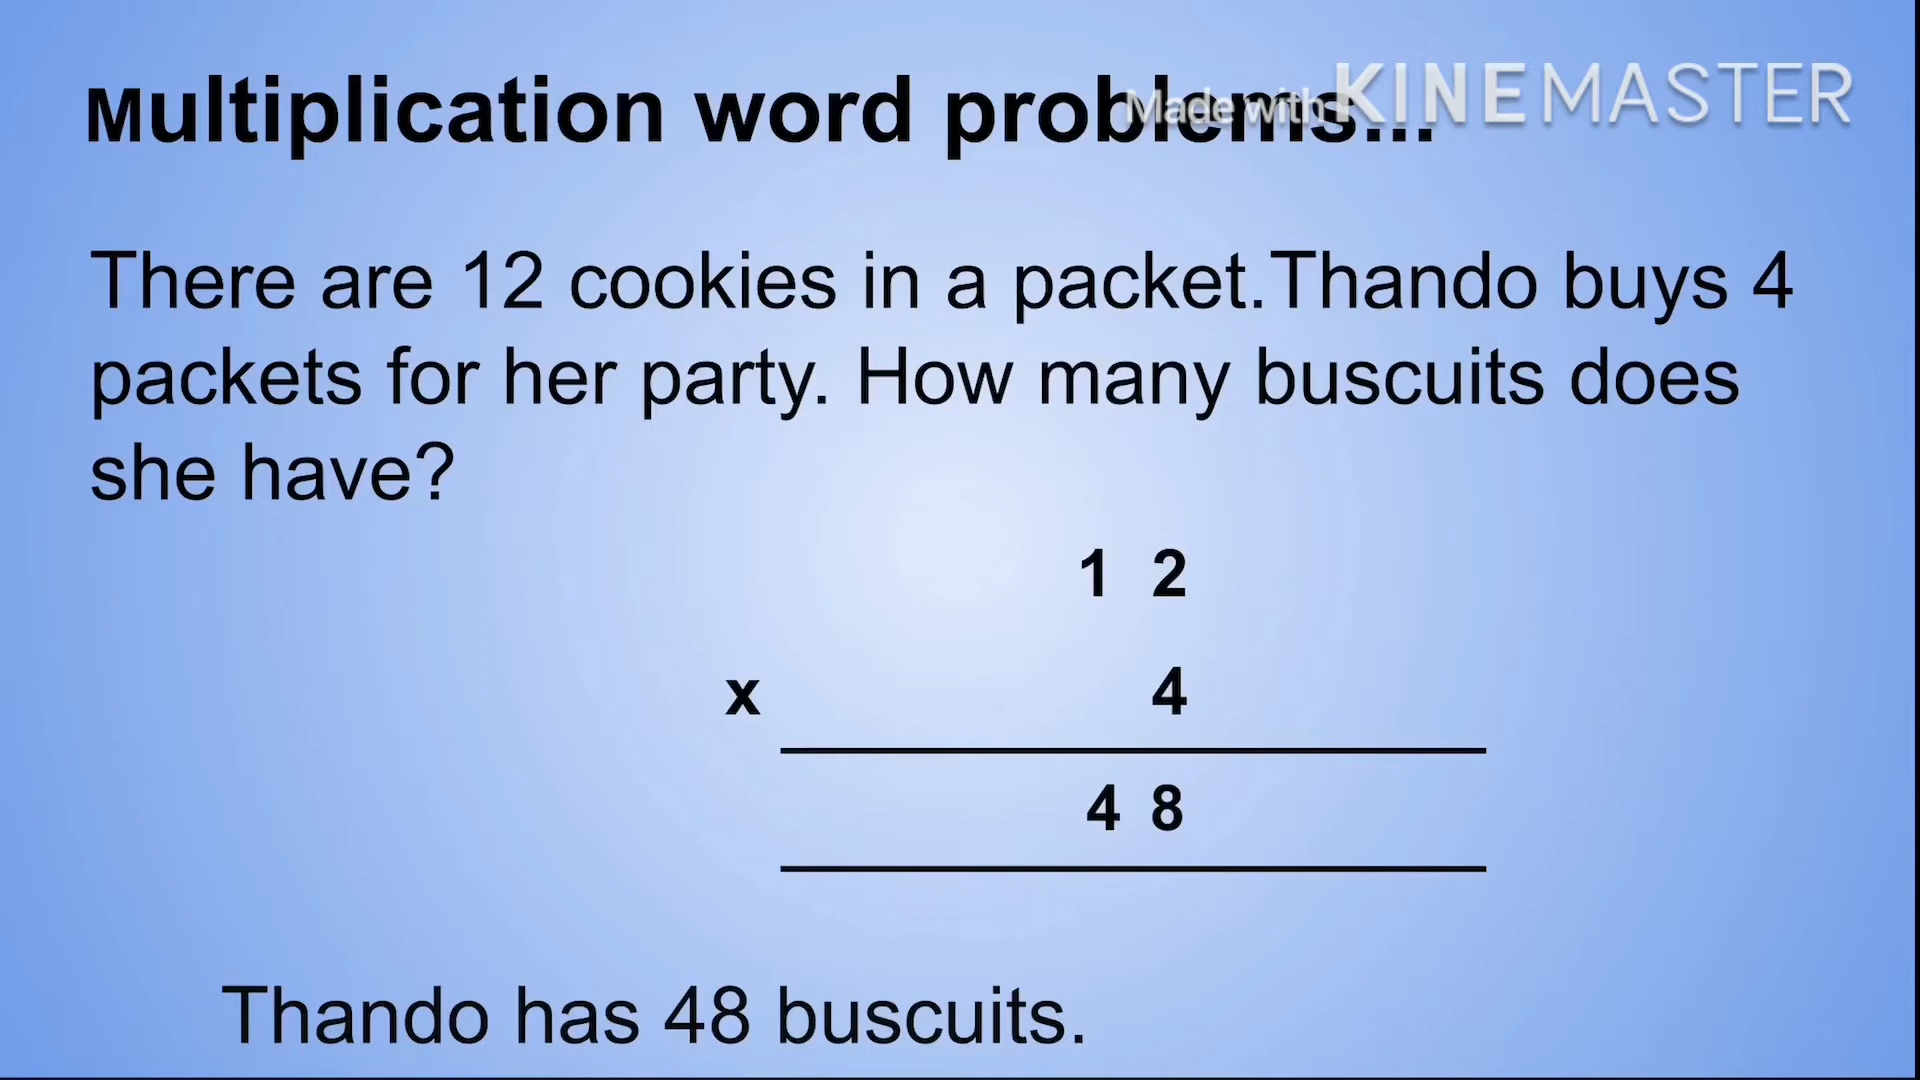 Multiplication word problems...
Made with KINEMASTER
There are 12 cookies in a packet.Thando buys 4
packets for her party. How many buscuits does
she have?
1 2
x 4
4 8
Thando has 48 buscuits.